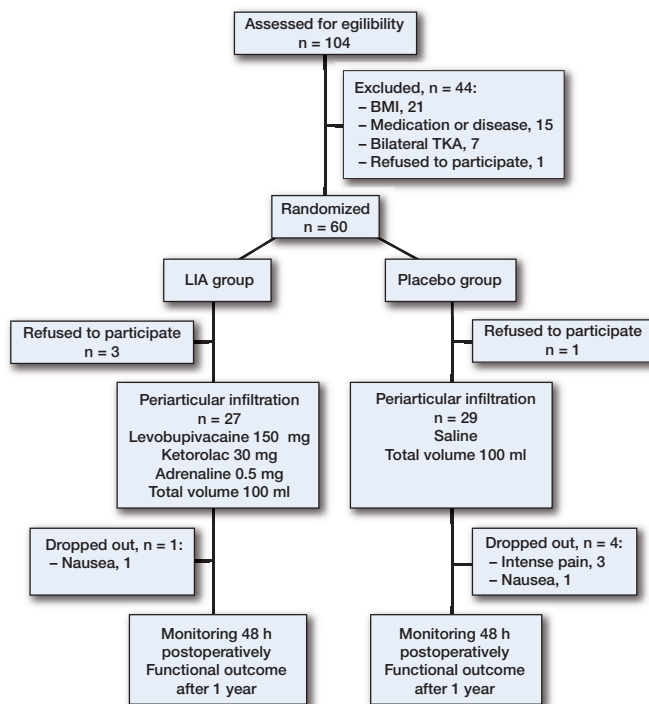 Assessed for egilibility
n = 104
Excluded, n = 44:
– BMI, 21
– Medication or disease, 15
– Bilateral TKA, 7
– Refused to participate, 1
Randomized
n = 60
LIA group
Placebo group
Refused to participate
n = 3
Refused to participate
n = 1
Periarticular infiltration
n = 27
Levobupivacaine 150 mg
Ketorolac 30 mg
Adrenaline 0.5 mg
Total volume 100 ml
Periarticular infiltration
n = 29
Saline
Total volume 100 ml
Dropped out, n = 1:
– Nausea, 1
Dropped out, n = 4:
– Intense pain, 3
– Nausea, 1
Monitoring 48 h
postoperatively
Functional outcome
after 1 year
Monitoring 48 h
postoperatively
Functional outcome
after 1 year